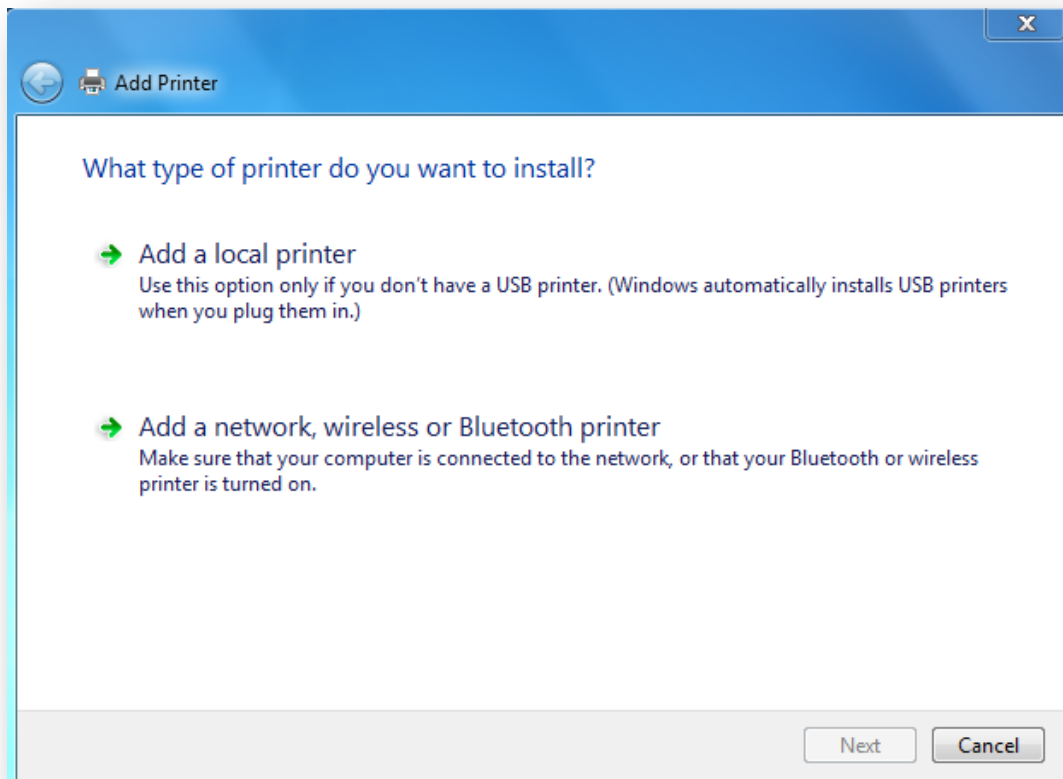 X
Add Printer
What type of printer do you want to install?
Add a local printer
Use this option only if you don't have a USB printer. (Windows automatically installs USB printers
when you plug them in.)
Add a network, wireless or Bluetooth printer
Make sure that your computer is connected to the network, or that your Bluetooth or wireless
printer is turned on.
Next Cancel